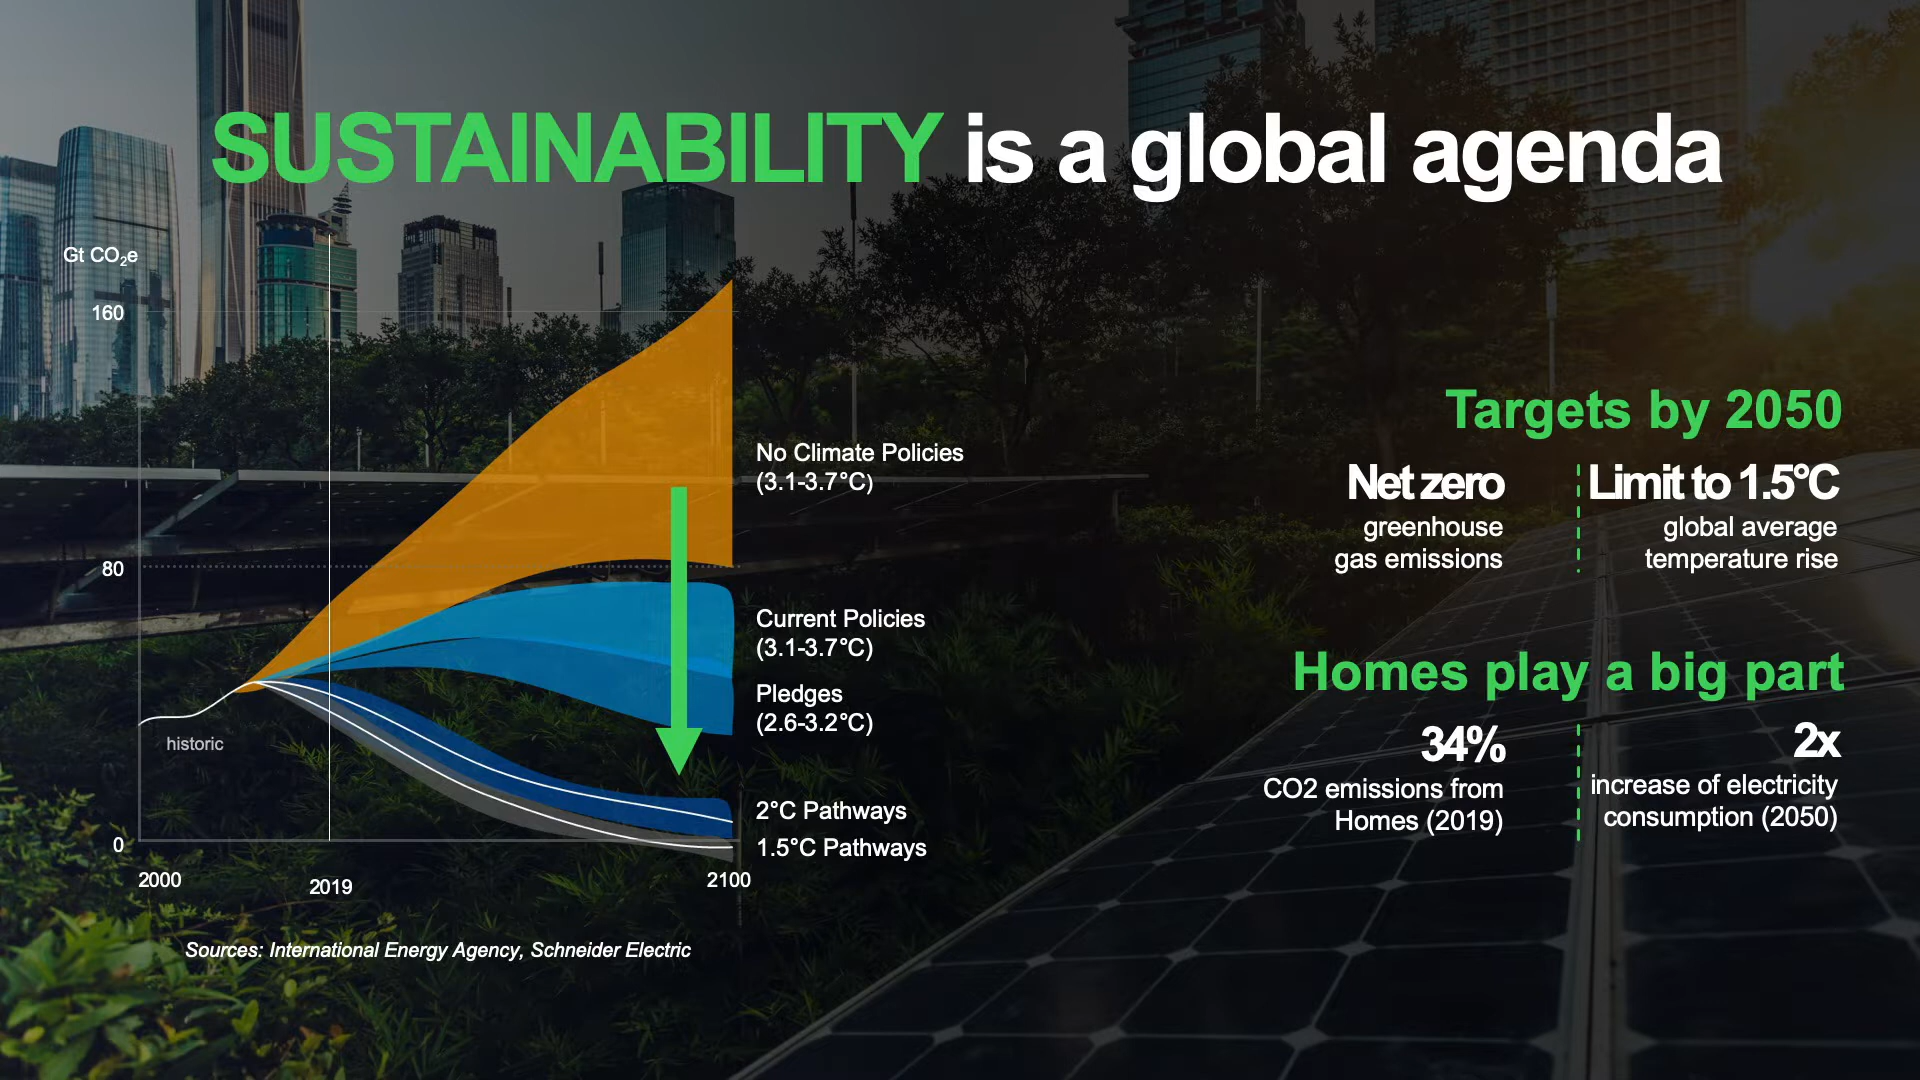 SUSTAINABILITY is a global agenda
Gt CO₂e
160
80
0
historic
2000
2019
2100
No Climate Policies
(3.1-3.7°C)
Current Policies
(3.1-3.7°C)
Pledges
(2.6-3.2°C)
2°C Pathways
1.5°C Pathways
Sources: International Energy Agency, Schneider Electric
Targets by 2050
Net zero
greenhouse
gas emissions
Limit to 1.5°C
global average
temperature rise
Homes play a big part
34%
CO2 emissions from
Homes (2019)
2x
increase of electricity
consumption (2050)